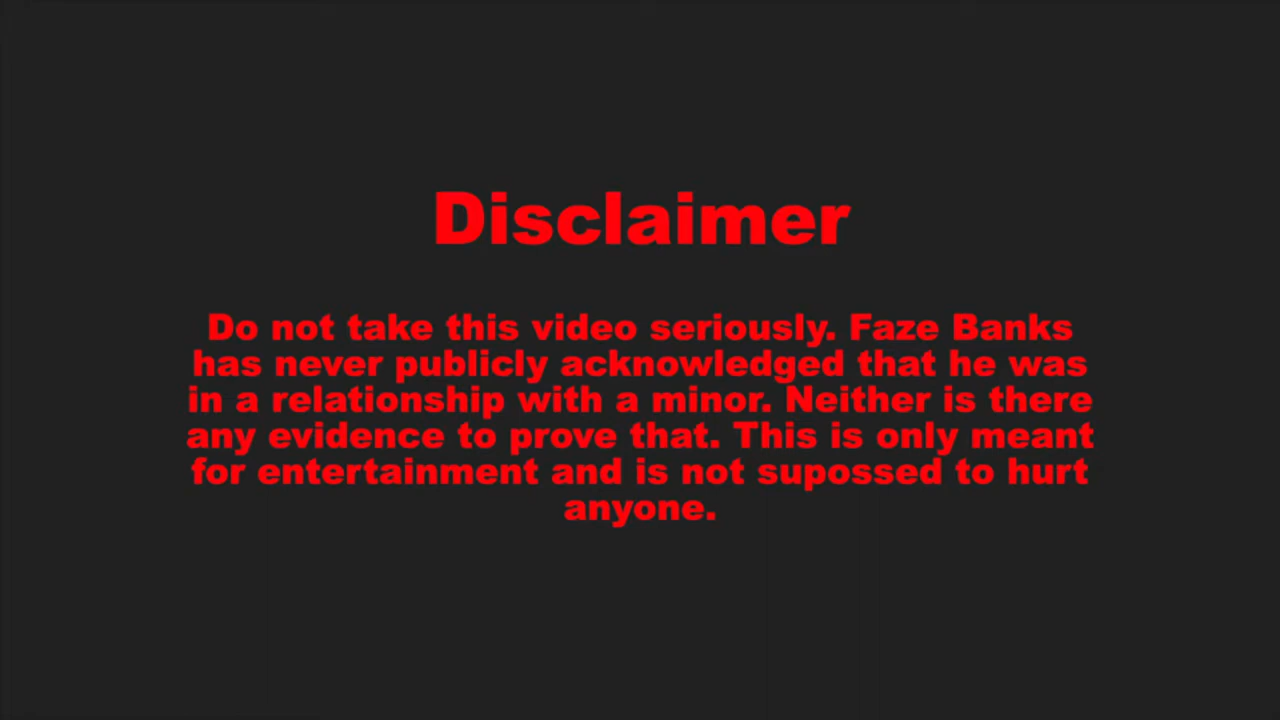 Disclaimer
Do not take this video seriously. Faze Banks
has never publicly acknowledged that he was
in a relationship with a minor. Neither is there
any evidence to prove that. This is only meant
for entertainment and is not supossed to hurt
anyone.